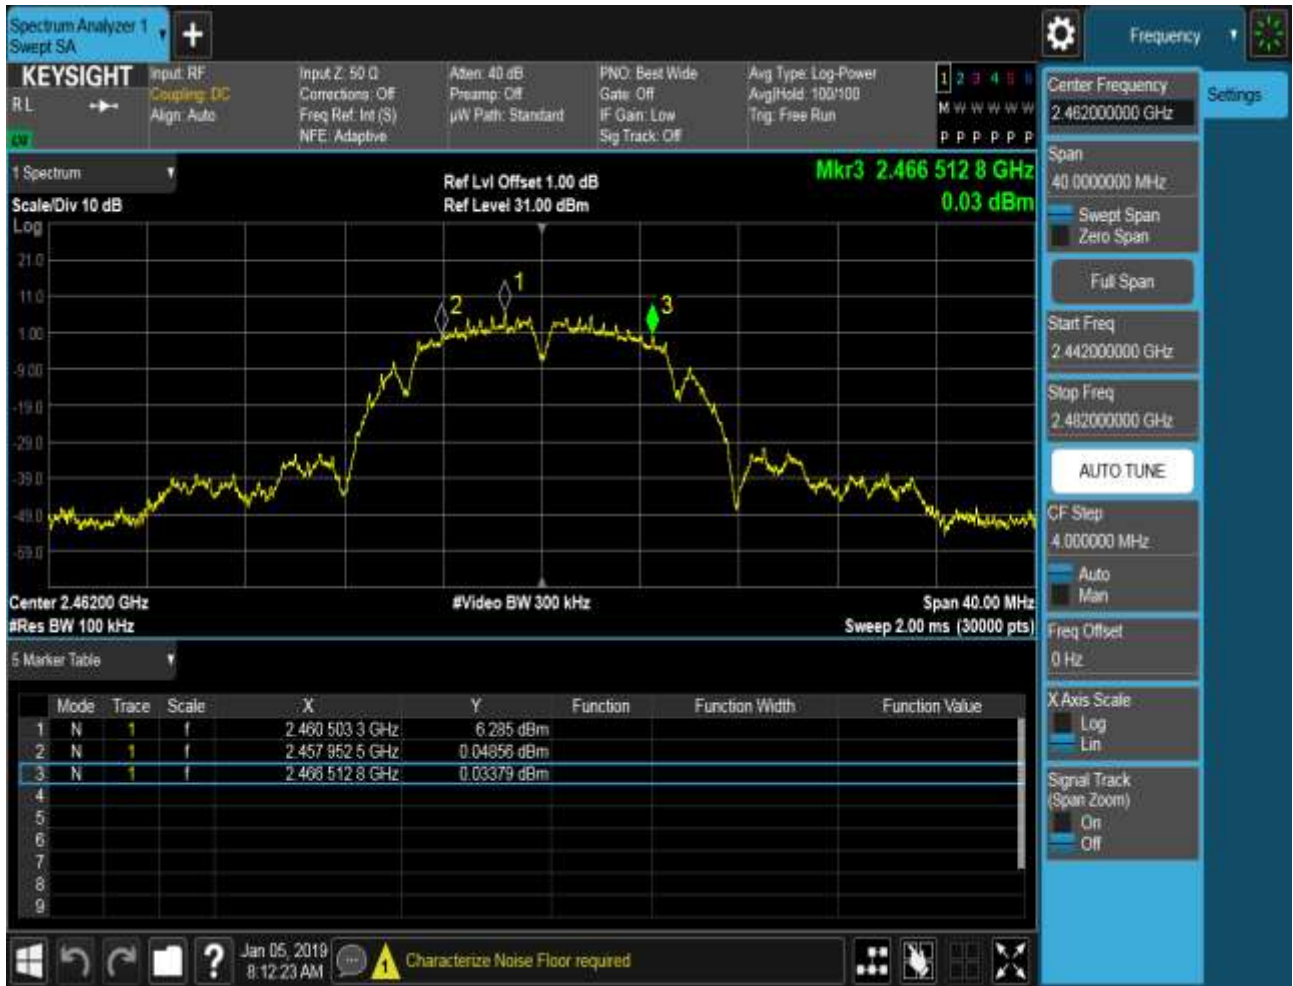 Spectrum Analyzer 1
Swept SA
Frequency
KEYSIGHT
R L
Input: RF
Coupling: DC
Align: Auto
Input Z: 50 Ω
Corrections: Off
Freq Ref: Int (S)
NFE: Adaptive
Atten: 40 dB
Preamp: Off
µW Path: Standard
PNO: Best Wide
Gate: Off
IF Gain: Low
Sig Track: Off
Avg Type: Log-Power
Avg|Hold: 100/100
Trig: Free Run
1 2 3 4 5 6
M W W W W W
P P P P P P
1 Spectrum
Scale/Div 10 dB
Ref Lvl Offset 1.00 dB
Ref Level 31.00 dBm
Mkr3 2.466 512 8 GHz
0.03 dBm
Log
21.0
11.0
1.00
-9.00
-19.0
-29.0
-39.0
-49.0
-59.0
1
2
3
Center 2.46200 GHz
#Res BW 100 kHz
#Video BW 300 kHz
Span 40.00 MHz
Sweep 2.00 ms (30000 pts)
5 Marker Table
Mode Trace Scale X Y Function Function Width Function Value
1 N 1 f 2.460 503 3 GHz 6.285 dBm
2 N 1 f 2.457 952 5 GHz 0.04856 dBm
3 N 1 f 2.466 512 8 GHz 0.03379 dBm
4
5
6
7
8
9
Jan 05, 2019
8:12:23 AM
1
Characterize Noise Floor required
Center Frequency
2.462000000 GHz
Settings
Span
40.0000000 MHz
Swept Span
Zero Span
Full Span
Start Freq
2.442000000 GHz
Stop Freq
2.482000000 GHz
AUTO TUNE
CF Step
4.000000 MHz
Auto
Man
Freq Offset
0 Hz
X Axis Scale
Log
Lin
Signal Track
(Span Zoom)
On
Off